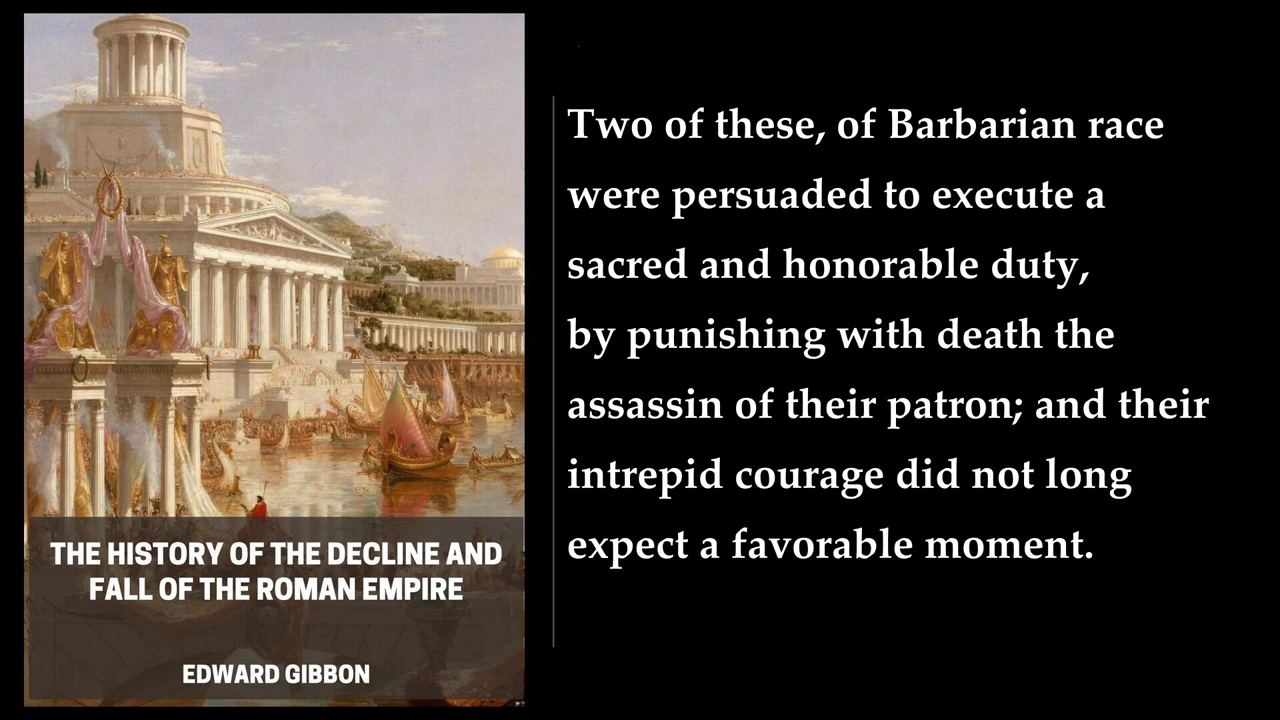 THE HISTORY OF THE DECLINE AND
FALL OF THE ROMAN EMPIRE
EDWARD GIBBON
Two of these, of Barbarian race
were persuaded to execute a
sacred and honorable duty,
by punishing with death the
assassin of their patron; and their
intrepid courage did not long
expect a favorable moment.